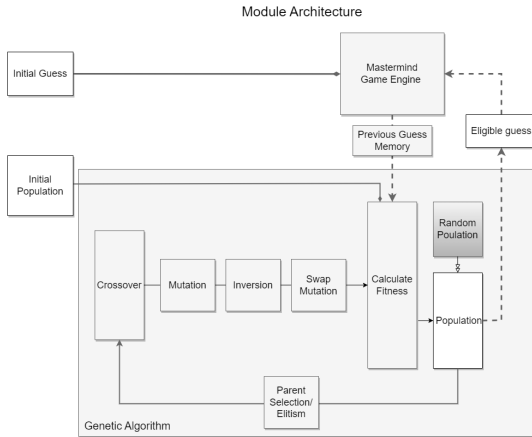 Module Architecture
Initial Guess
Mastermind
Game Engine
Previous Guess
Memory
Eligible guess
Initial
Population
Random
Poulation
Crossover
Mutation
Inversion
Swap
Mutation
Calculate
Fitness
Population
Parent
Selection/
Elitism
Genetic Algorithm